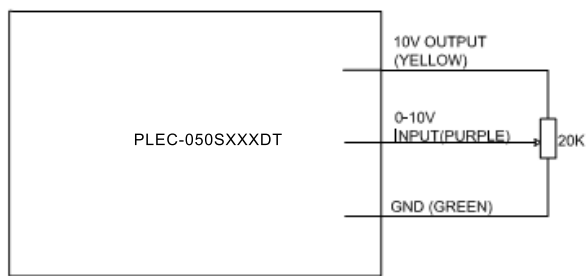 10V OUTPUT
(YELLOW)
0-10V
INPUT(PURPLE)
PLEC-050SXXXDT
20K
GND (GREEN)